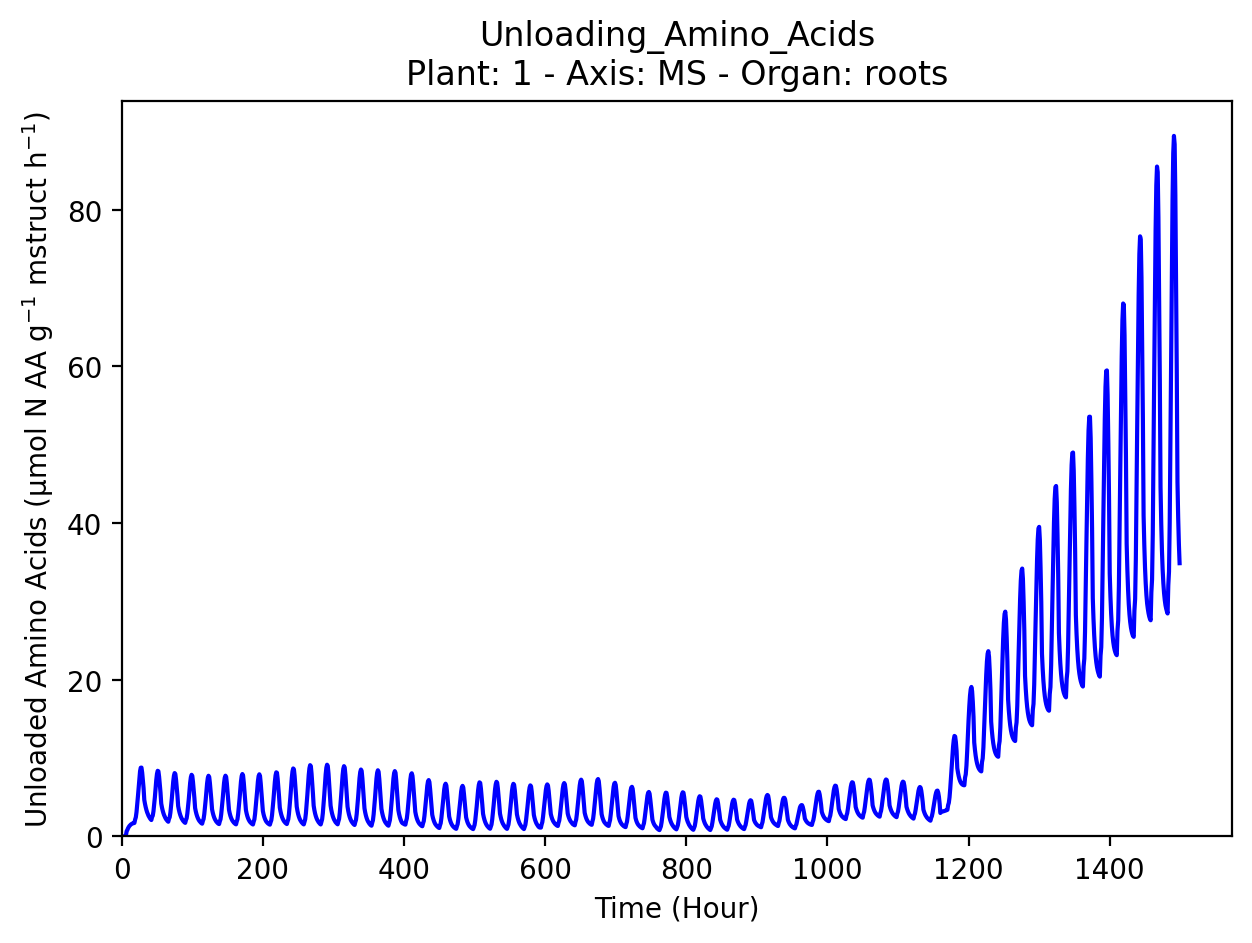 Unloading_Amino_Acids
Plant: 1 - Axis: MS - Organ: roots
Unloaded Amino Acids (µmol N AA g⁻¹ mstruct h⁻¹)
80
60
40
20
0
0 200 400 600 800 1000 1200 1400
Time (Hour)